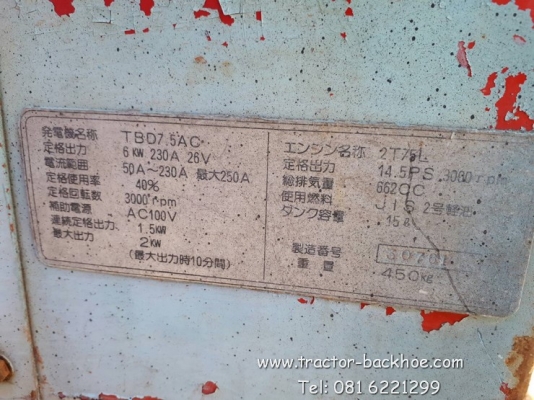 発電機名称 TBD7.5AC
定格出力 6KW 230A 26V
電流範囲 50A～230A 最大250A
定格使用率 40%
定格回転数 3000rpm
補助電源 AC100V
連続定格出力 1.5KW
最大出力 2KW
(最大出力時10分間)
エンジン名称 2T75L
定格出力 14.5PS 3000rpm
総排気量 662CC
使用燃料 JIS 2号軽油
タンク容量 15ℓ
製造番号
重量 450kg
www.tractor-backhoe.com
Tel: 081 6221299